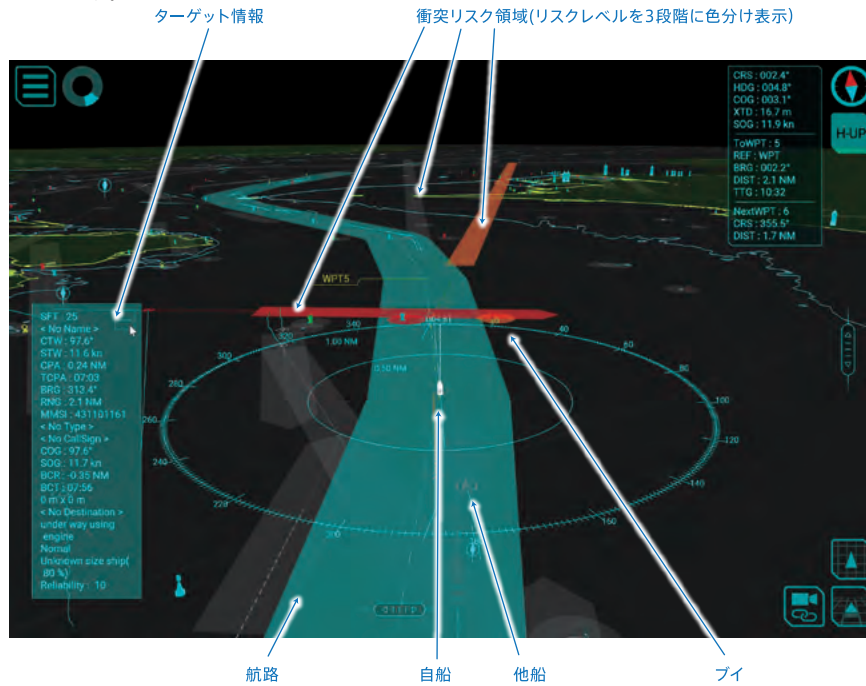 ターゲット情報
衝突リスク領域(リスクレベルを3段階に色分け表示)
CRS : 002.4°
HDG : 004.8°
COG : 003.1°
XTD : 16.7 m
SOG : 11.9 kn
H-UP
ToWPT : 5
REF : WPT
BRG : 002.2°
DIST : 2.1 NM
TTG : 10:32
NextWPT : 6
CRS : 355.5°
DIST : 1.7 NM
WPT5
SFT : 25
< No Name >
CTW : 97.6°
STW : 11.6 kn
CPA : 0.24 NM
TCPA : 07:03
BRG : 313.4°
RNG : 2.1 NM
MMSI : 431101161
< No Type >
< No CallSign >
COG : 97.6°
SOG : 11.7 kn
BCR : -0.35 NM
BCT : 07:56
0 m x 0 m
< No Destination >
under way using
engine
Normal
Unknown size ship(
80 %)
Reliability : 10
320
340
40
1.00 NM
300
60
0.50 NM
280
80
100
260
120
240
140
220
160
200
航路
自船
他船
ブイ